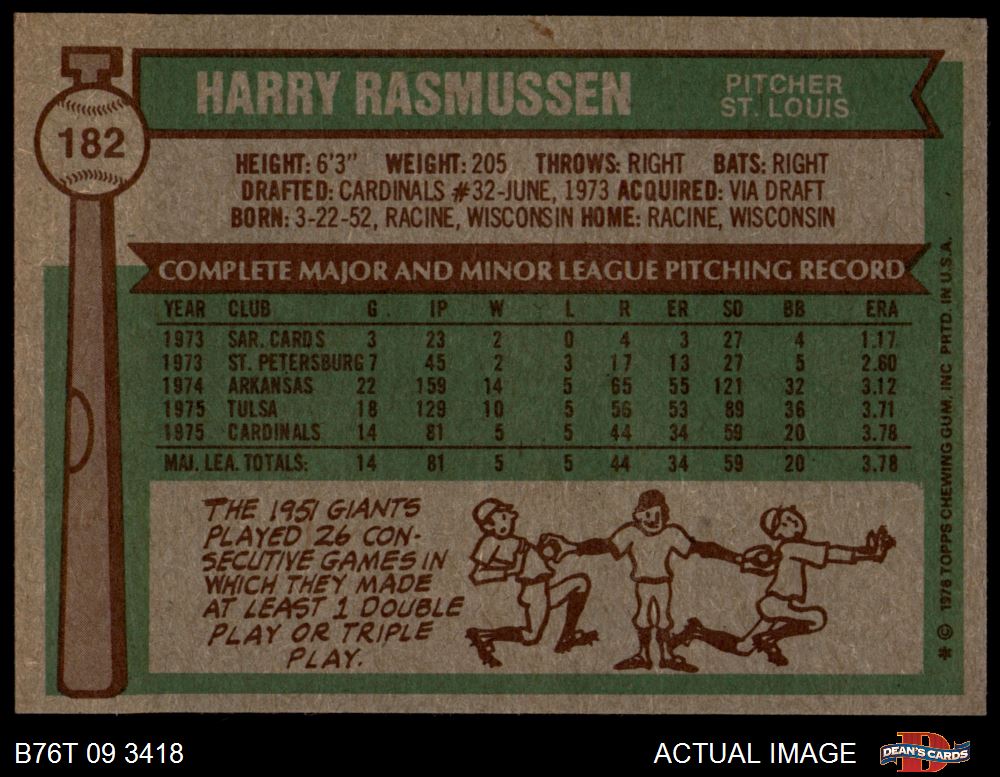 182
HARRY RASMUSSEN
PITCHER
ST. LOUIS
HEIGHT: 6'3" WEIGHT: 205 THROWS: RIGHT BATS: RIGHT
DRAFTED: CARDINALS #32-JUNE, 1973 ACQUIRED: VIA DRAFT
BORN: 3-22-52, RACINE, WISCONSIN HOME: RACINE, WISCONSIN
COMPLETE MAJOR AND MINOR LEAGUE PITCHING RECORD
YEAR CLUB G IP W L R ER SO BB ERA
1973 SAR. CARDS 3 23 2 0 4 3 27 4 1.17
1973 ST. PETERSBURG 7 45 2 3 17 13 27 5 2.60
1974 ARKANSAS 22 159 14 5 65 55 121 32 3.12
1975 TULSA 18 129 10 5 56 53 89 36 3.71
1975 CARDINALS 14 81 5 5 44 34 59 20 3.78
MAJ. LEA. TOTALS: 14 81 5 5 44 34 59 20 3.78
THE 1951 GIANTS
PLAYED 26 CON-
SECUTIVE GAMES IN
WHICH THEY MADE
AT LEAST 1 DOUBLE
PLAY OR TRIPLE
PLAY.
* © 1976 TOPPS CHEWING GUM, INC PRTD. IN U.S.A.
B76T 09 3418
ACTUAL IMAGE
DEAN'S CARDS